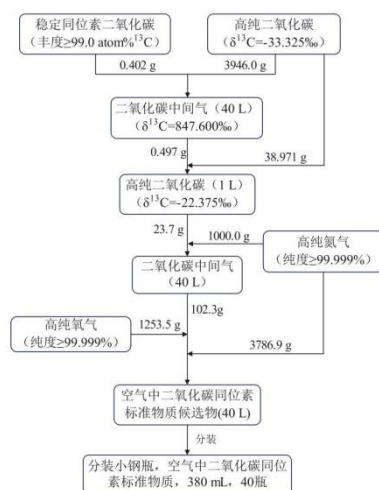 稳定同位素二氧化碳
(丰度≥99.0 atom%¹³C)
高纯二氧化碳
(δ¹³C=-33.325‰)
0.402 g
3946.0 g
二氧化碳中间气（40 L）
（δ¹³C=847.600‰）
0.497 g
38.971 g
高纯二氧化碳（1 L）
（δ¹³C=-22.375‰）
23.7 g
1000.0 g
高纯氮气
（纯度≥99.999%）
二氧化碳中间气
（40 L）
102.3g
高纯氧气
（纯度≥99.999%）
1253.5 g
3786.9 g
空气中二氧化碳同位素
标准物质候选物(40 L)
分装
分装小钢瓶，空气中二氧化碳同位
素标准物质，380 mL，40瓶